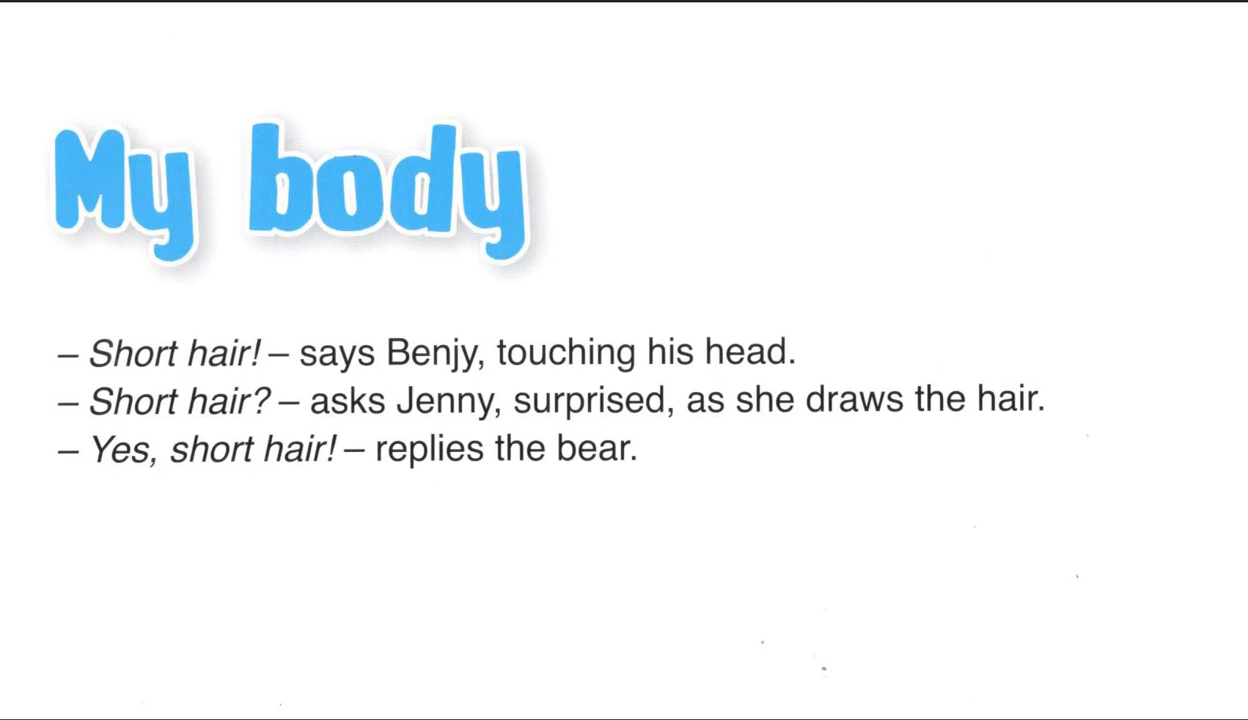 My body
– Short hair! – says Benjy, touching his head.
– Short hair? – asks Jenny, surprised, as she draws the hair.
– Yes, short hair! – replies the bear.